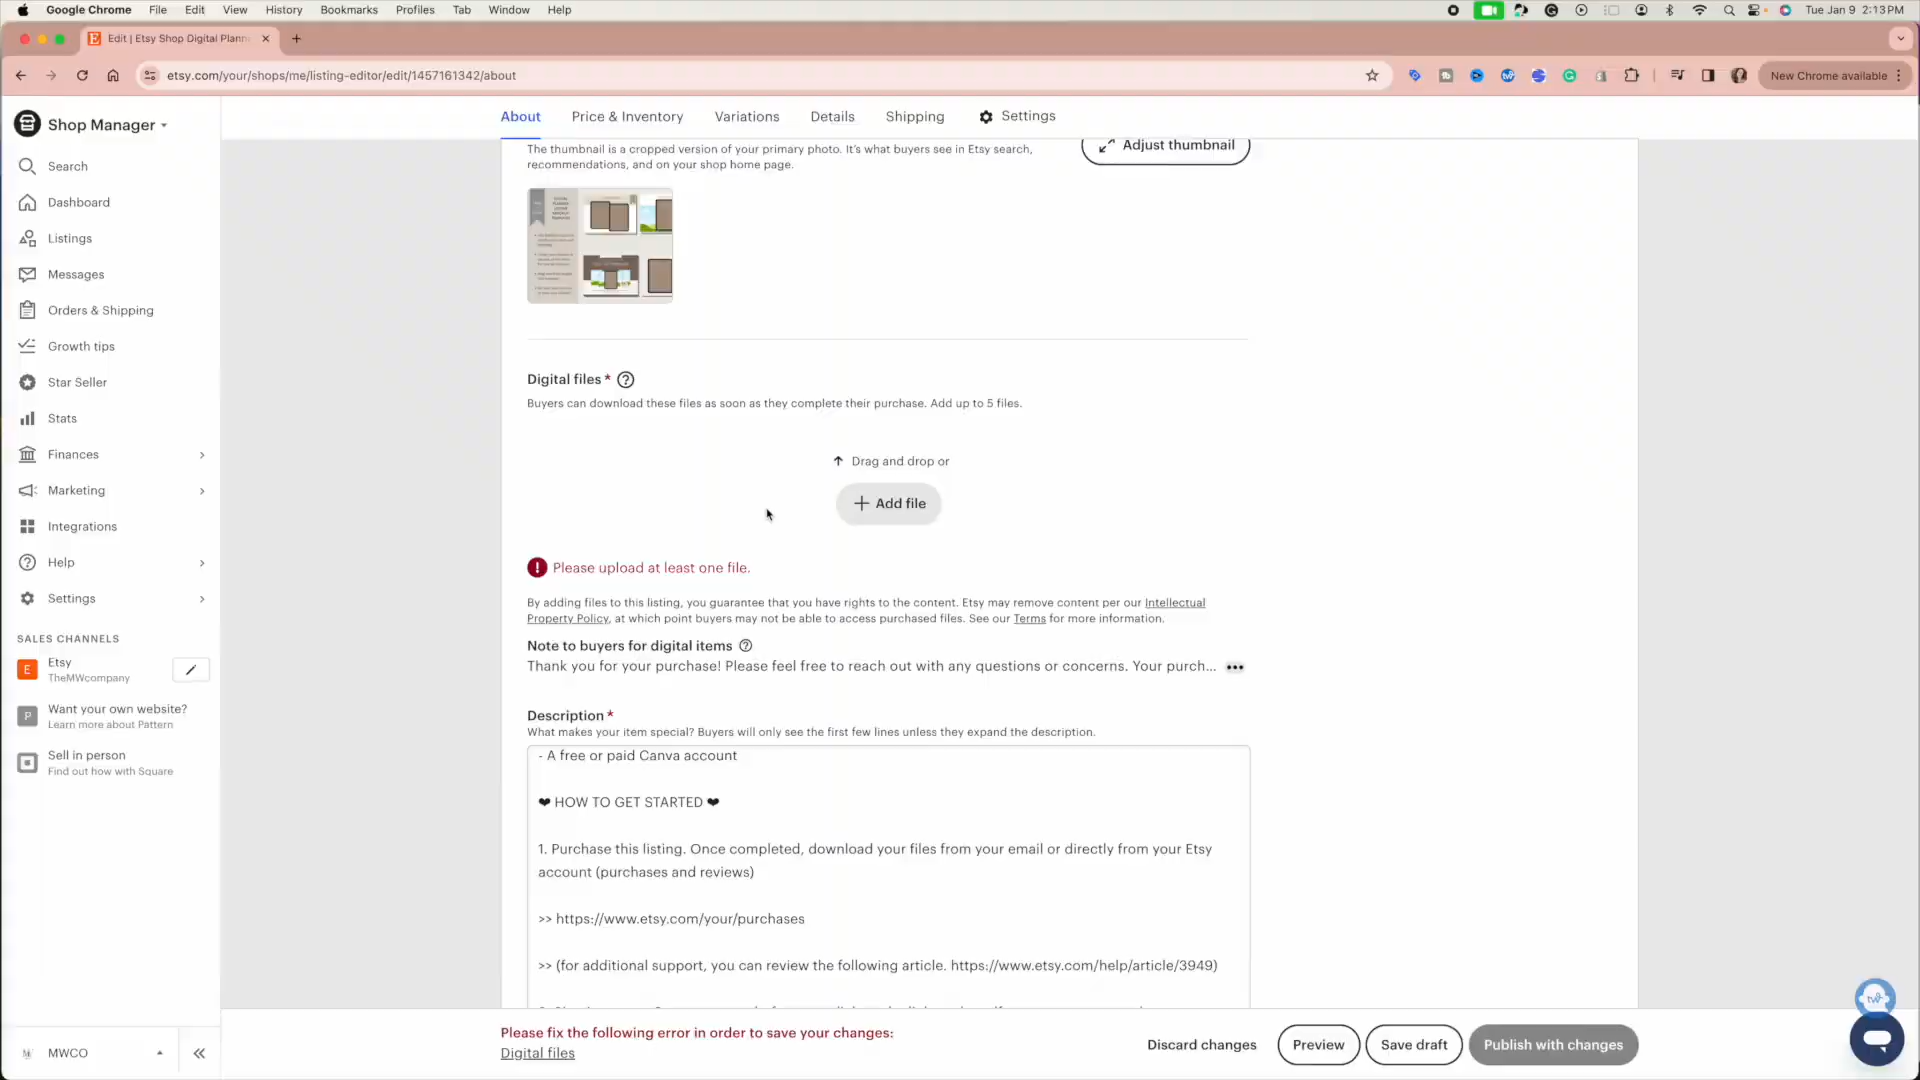 Google Chrome File Edit View History Bookmarks Profiles Tab Window Help
Tue Jan 9 2:13 PM
Edit | Etsy Shop Digital Plann
etsy.com/your/shops/me/listing-editor/edit/1457161342/about
New Chrome available
Shop Manager
Search
Dashboard
Listings
Messages
Orders & Shipping
Growth tips
Star Seller
Stats
Finances
Marketing
Integrations
Help
Settings
SALES CHANNELS
E
Etsy
TheMWcompany
P
Want your own website?
Learn more about Pattern
Sell in person
Find out how with Square
MWCO
About Price & Inventory Variations Details Shipping Settings
The thumbnail is a cropped version of your primary photo. It's what buyers see in Etsy search,
recommendations, and on your shop home page.
Adjust thumbnail
Digital files *
Buyers can download these files as soon as they complete their purchase. Add up to 5 files.
Drag and drop or
Add file
Please upload at least one file.
By adding files to this listing, you guarantee that you have rights to the content. Etsy may remove content per our Intellectual
Property Policy, at which point buyers may not be able to access purchased files. See our Terms for more information.
Note to buyers for digital items
Thank you for your purchase! Please feel free to reach out with any questions or concerns. Your purch...
Description *
What makes your item special? Buyers will only see the first few lines unless they expand the description.
- A free or paid Canva account
❤ HOW TO GET STARTED ❤
1. Purchase this listing. Once completed, download your files from your email or directly from your Etsy
account (purchases and reviews)
>> https://www.etsy.com/your/purchases
>> (for additional support, you can review the following article. https://www.etsy.com/help/article/3949)
Please fix the following error in order to save your changes:
Digital files
Discard changes
Preview
Save draft
Publish with changes